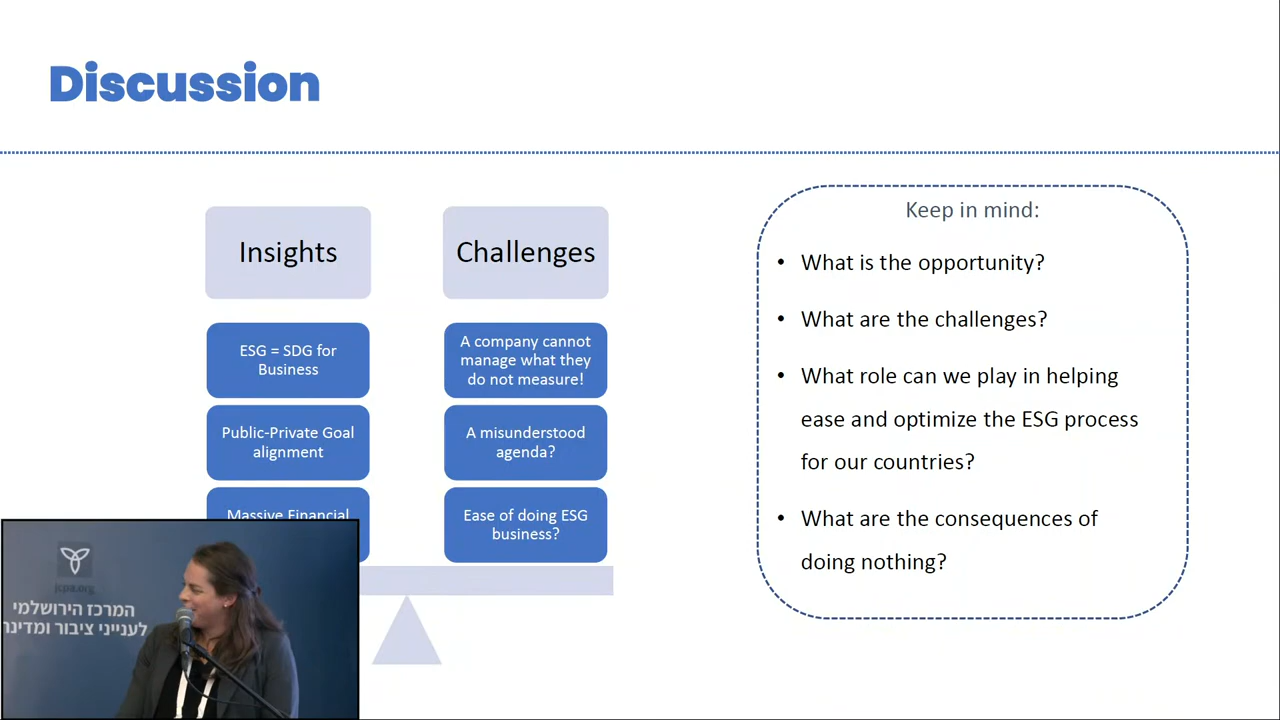 Discussion
Insights
Challenges
ESG = SDG for
Business
Public-Private Goal
alignment
Massive Financial
A company cannot
manage what they
do not measure!
A misunderstood
agenda?
Ease of doing ESG
business?
Keep in mind:
• What is the opportunity?
• What are the challenges?
• What role can we play in helping
ease and optimize the ESG process
for our countries?
• What are the consequences of
doing nothing?
jcpa.org
המרכז הירושלמי
לענייני ציבור ומדינה